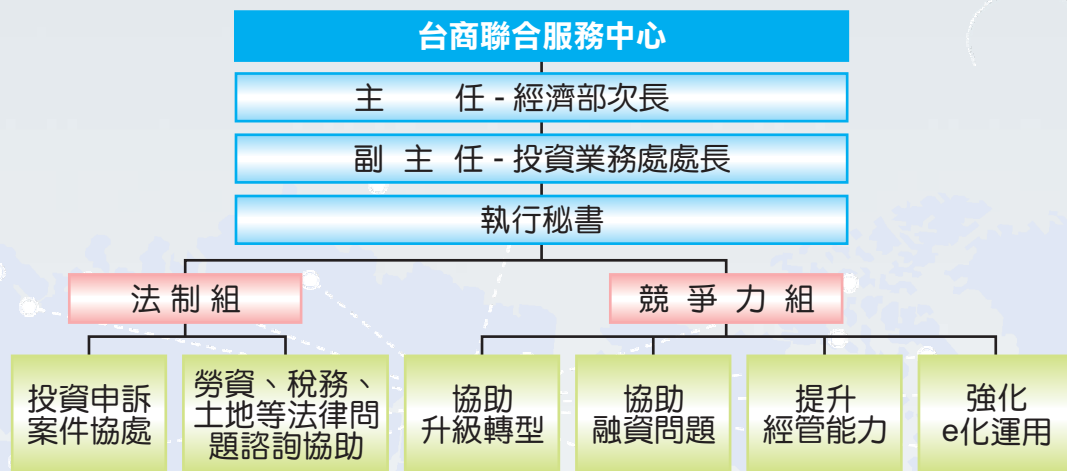 台商聯合服務中心
主 任 - 經濟部次長
副 主 任 - 投資業務處處長
執行秘書
法制組
競 爭 力 組
投資申訴
案件協處
勞資、稅務、
土地等法律問
題諮詢協助
協助
升級轉型
協助
融資問題
提升
經管能力
強化
e化運用